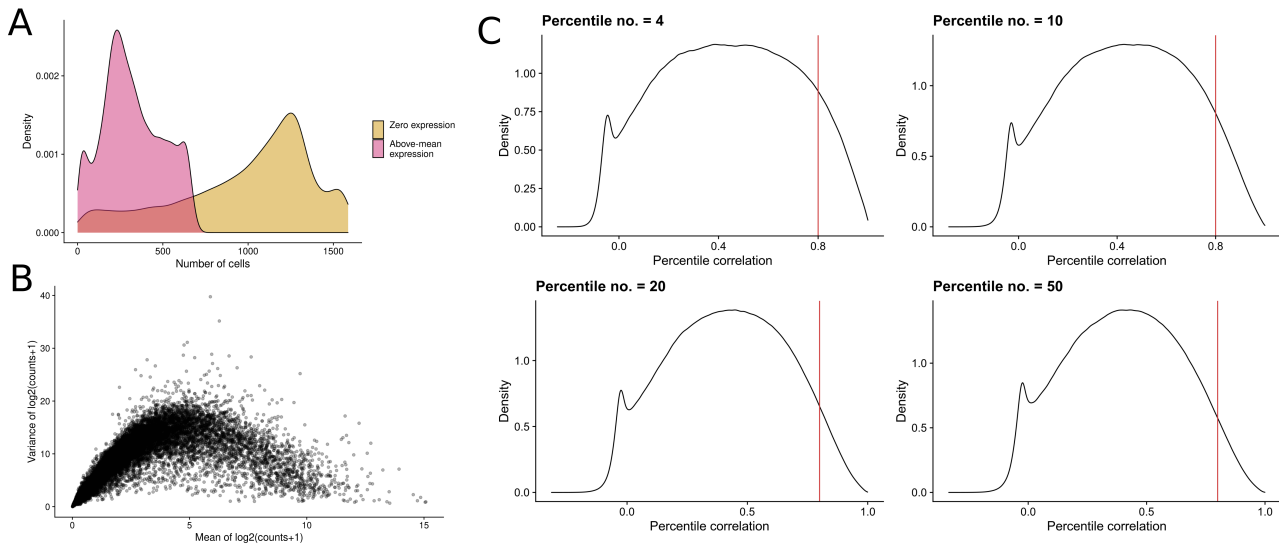 A
0.002
0.001
0.000
Density
0
500
1000
1500
Number of cells
Zero expression
Above-mean
expression
B
40
30
20
10
0
Variance of log2(counts+1)
0
5
10
15
Mean of log2(counts+1)
C
Percentile no. = 4
1.00
0.75
0.50
0.25
0.00
Density
0.0
0.4
0.8
Percentile correlation
Percentile no. = 10
1.0
0.5
0.0
Density
0.0
0.4
0.8
Percentile correlation
Percentile no. = 20
1.0
0.5
0.0
Density
0.0
0.5
1.0
Percentile correlation
Percentile no. = 50
1.0
0.5
0.0
Density
0.0
0.5
1.0
Percentile correlation